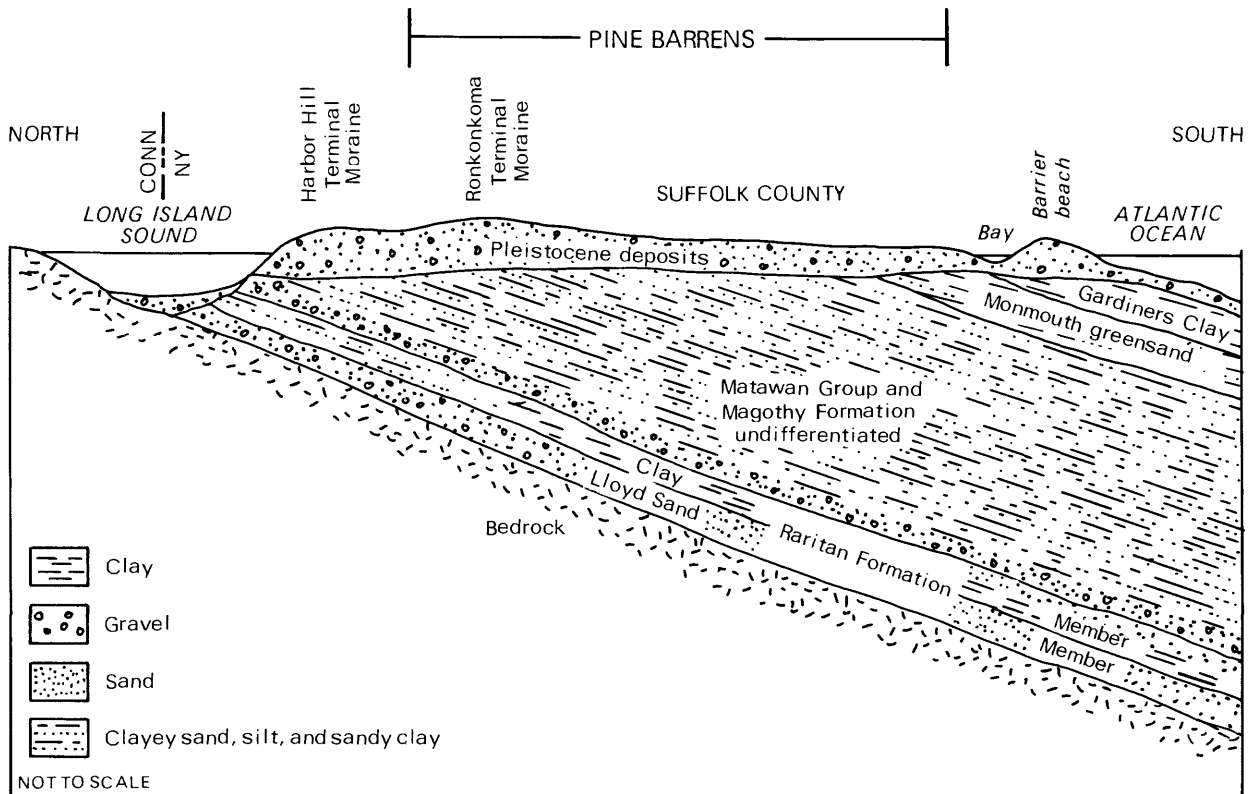 PINE BARRENS
NORTH
CONN
NY
Harbor Hill
Terminal
Moraine
Ronkonkoma
Terminal
Moraine
SOUTH
LONG ISLAND
SOUND
SUFFOLK COUNTY
Bay
Barrier
beach
ATLANTIC
OCEAN
Pleistocene deposits
Gardiners Clay
Monmouth greensand
Matawan Group and
Magothy Formation
undifferentiated
Clay
Lloyd Sand
Raritan Formation
Member
Member
Bedrock
Clay
Gravel
Sand
Clayey sand, silt, and sandy clay
NOT TO SCALE